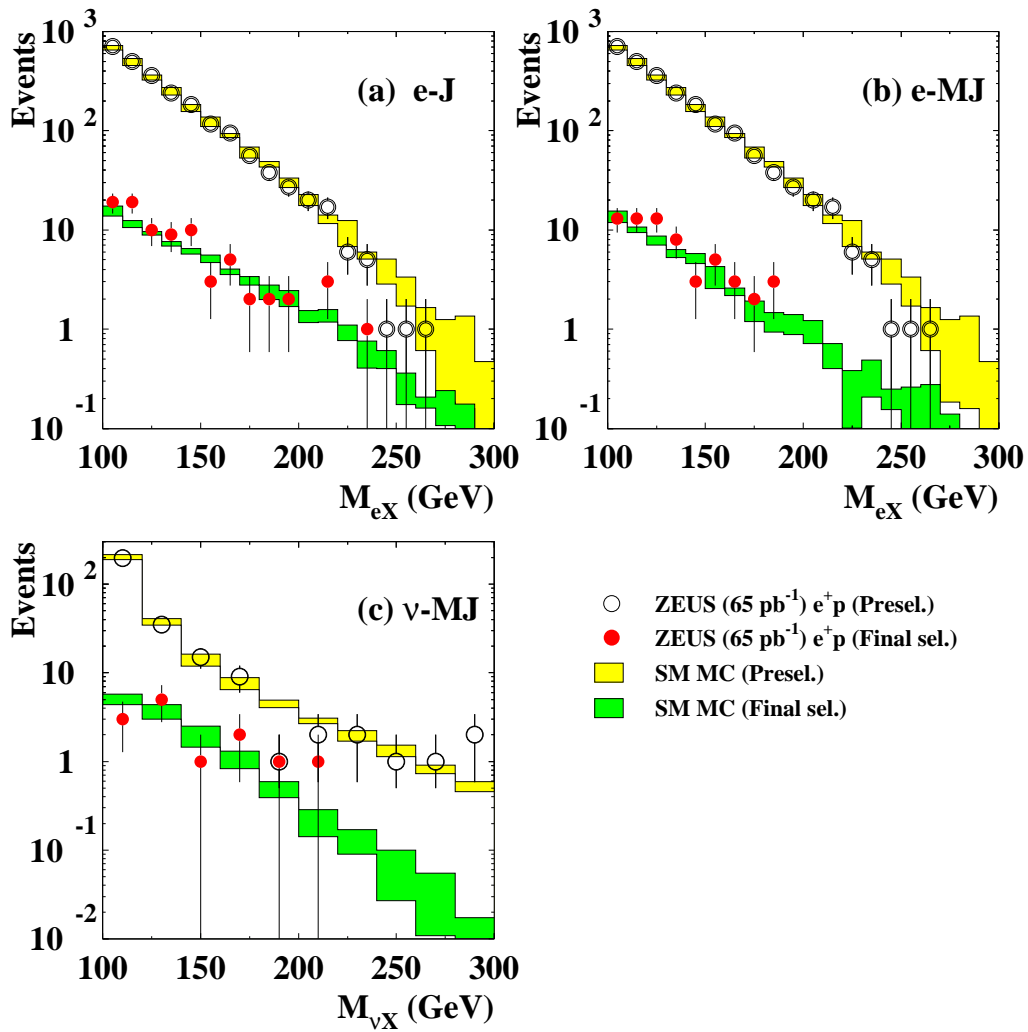 Events
10 3
10 2
10
1
10 -1
(a) e-J
100 150 200 250 300
M_eX (GeV)
Events
10 3
10 2
10
1
10 -1
(b) e-MJ
100 150 200 250 300
M_eX (GeV)
Events
10 2
10
1
10 -1
10 -2
(c) ν-MJ
100 150 200 250 300
M_νX (GeV)
ZEUS (65 pb-1) e+p (Presel.)
ZEUS (65 pb-1) e+p (Final sel.)
SM MC (Presel.)
SM MC (Final sel.)